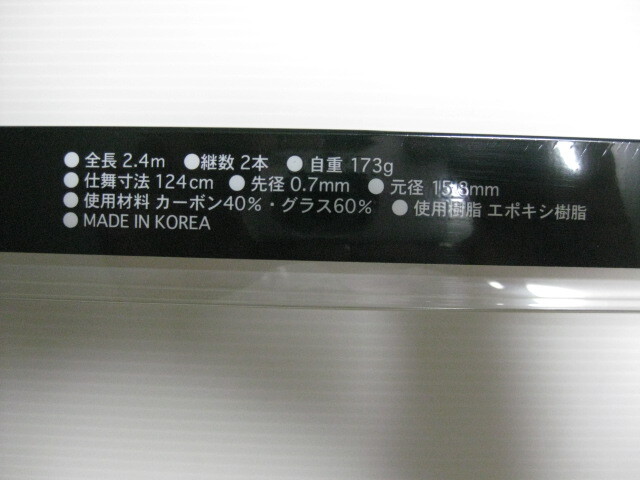 ●全長 2.4m ●継数 2本 ●自重 173g
●仕舞寸法 124cm ●先径 0.7mm ●元径 15.8mm
●使用材料 カーボン40%・グラス60% ●使用樹脂 エポキシ樹脂
●MADE IN KOREA